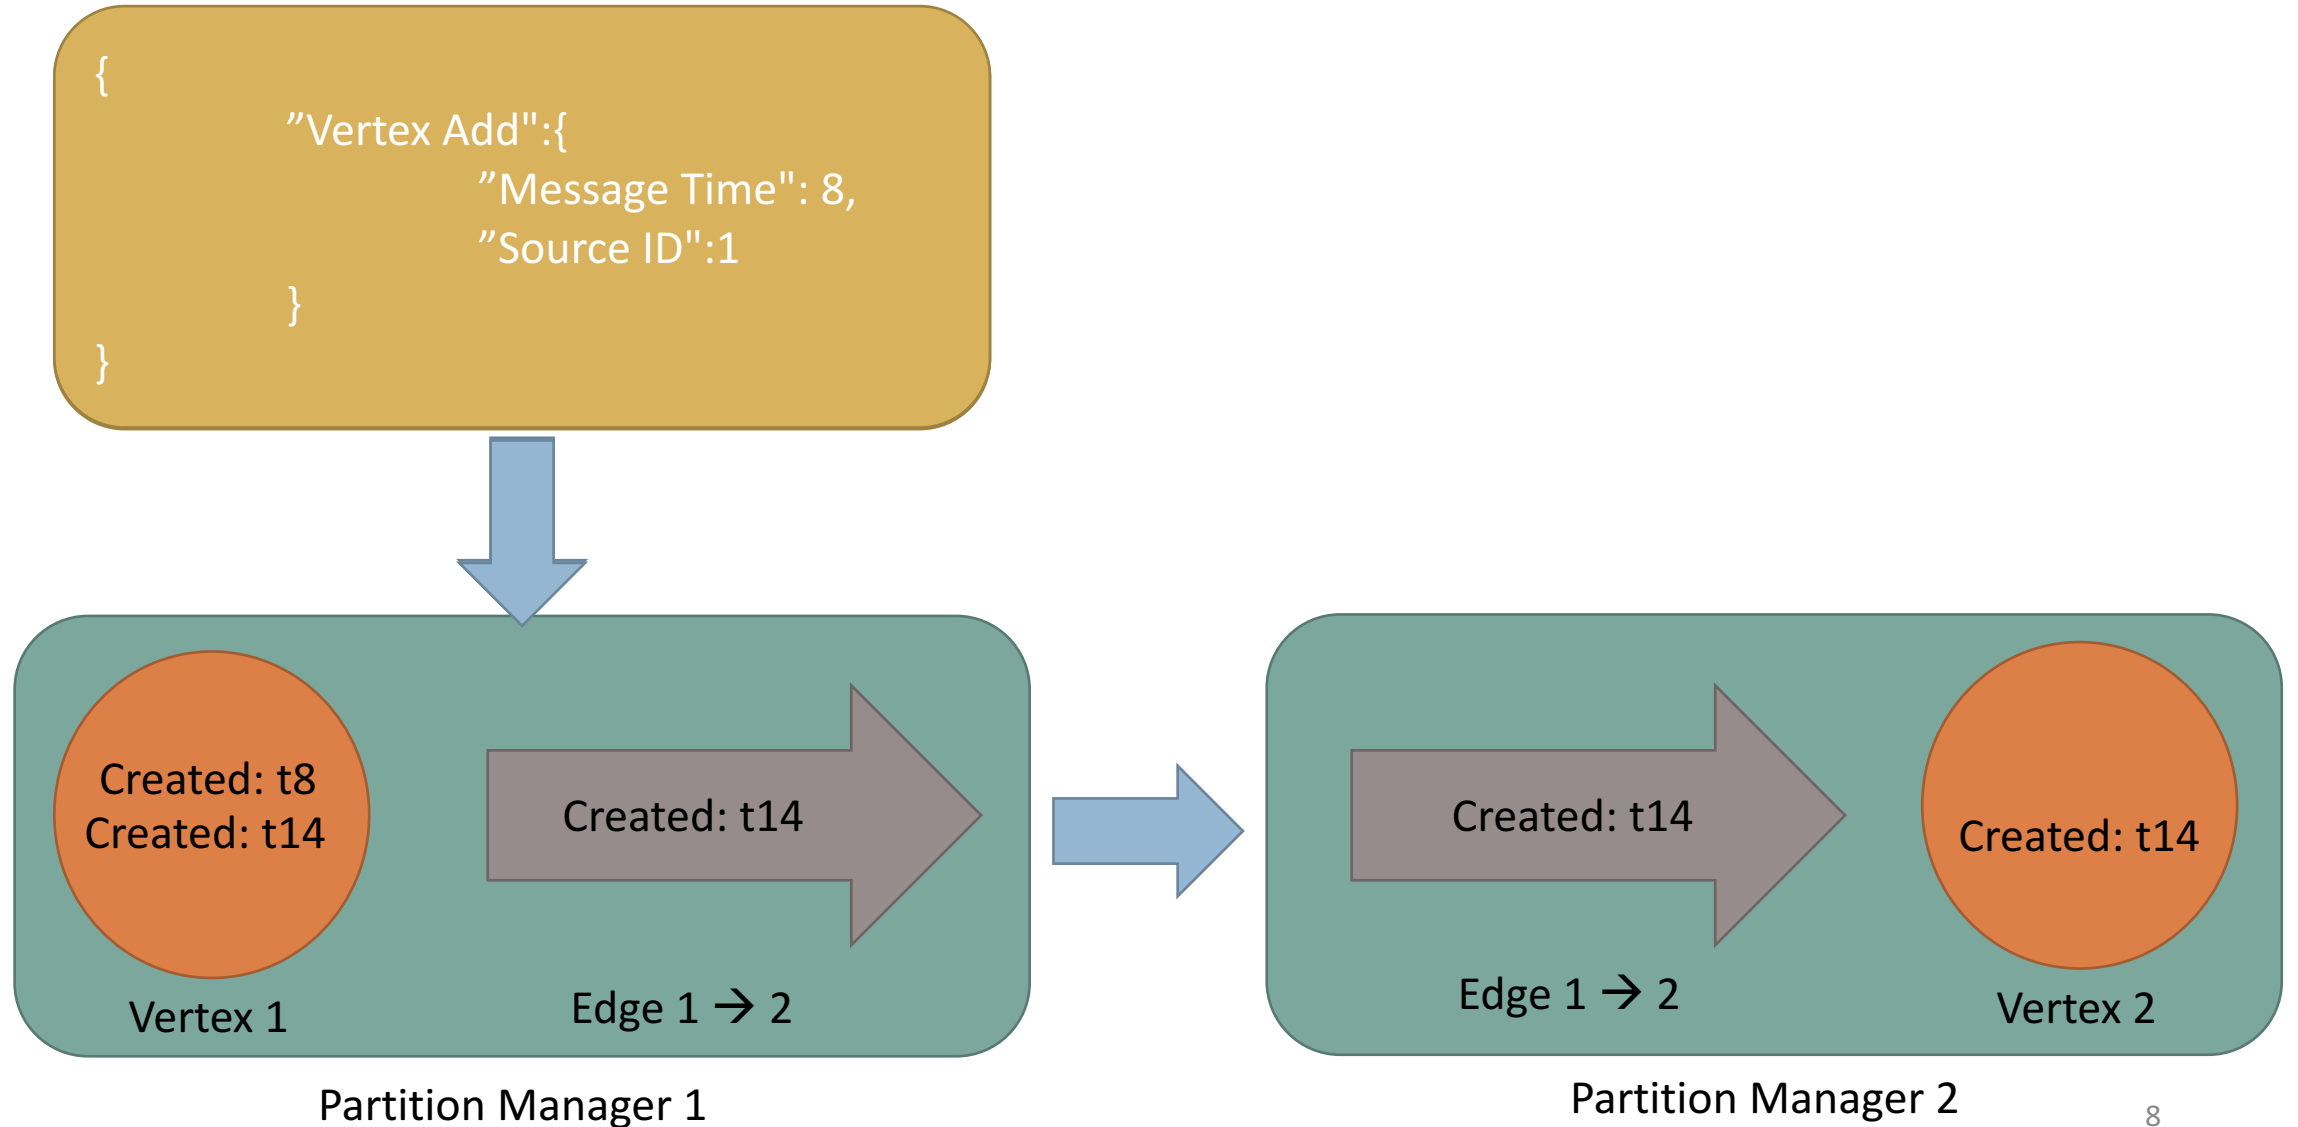 {
”Vertex Add":{
”Message Time": 8,
”Source ID":1
}
}
Created: t8
Created: t14
Vertex 1
Created: t14
Edge 1 → 2
Partition Manager 1
Created: t14
Edge 1 → 2
Created: t14
Vertex 2
Partition Manager 2
8